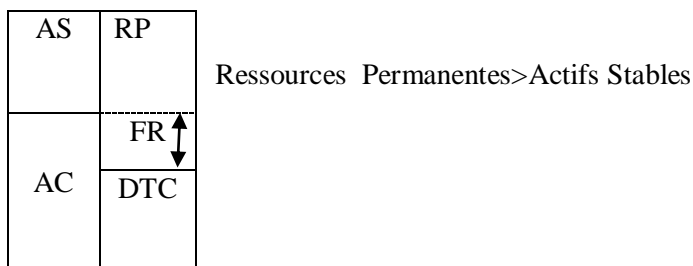 AS RP
Ressources Permanentes>Actifs Stables
FR
AC DTC